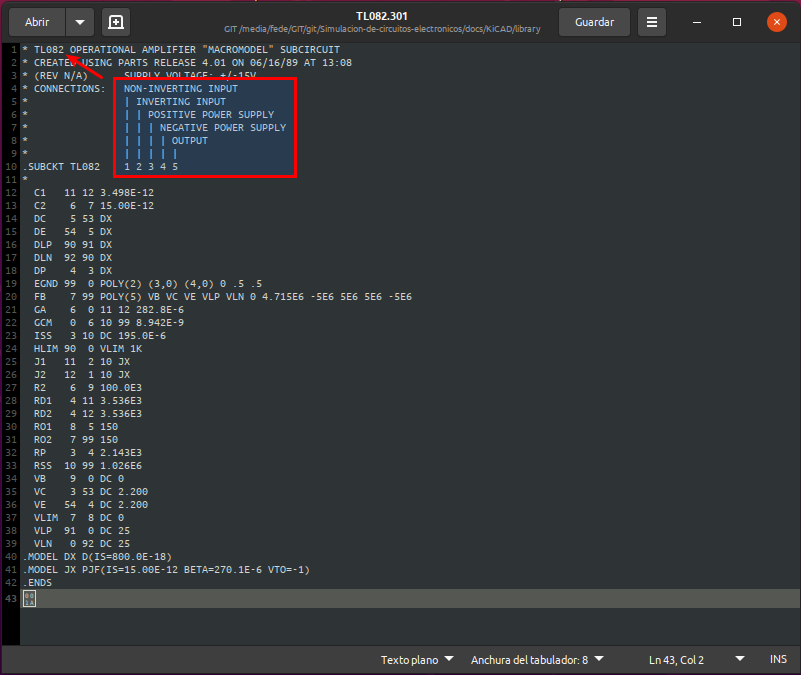 Abrir
TL082.301
GIT /media/fede/GIT/git/Simulacion-de-circuitos-electronicos/docs/KiCAD/library
Guardar
1 * TL082 OPERATIONAL AMPLIFIER "MACROMODEL" SUBCIRCUIT
2 * CREATED USING PARTS RELEASE 4.01 ON 06/16/89 AT 13:08
3 * (REV N/A)      SUPPLY VOLTAGE: +/-15V
4 * CONNECTIONS:   NON-INVERTING INPUT
5 *                | INVERTING INPUT
6 *                | | POSITIVE POWER SUPPLY
7 *                | | | NEGATIVE POWER SUPPLY
8 *                | | | | OUTPUT
9 *                | | | | |
10 .SUBCKT TL082    1 2 3 4 5
11 *
12   C1   11 12 3.498E-12
13   C2    6  7 15.00E-12
14   DC    5 53 DX
15   DE   54  5 DX
16   DLP  90 91 DX
17   DLN  92 90 DX
18   DP    4  3 DX
19   EGND 99  0 POLY(2) (3,0) (4,0) 0 .5 .5
20   FB    7 99 POLY(5) VB VC VE VLP VLN 0 4.715E6 -5E6 5E6 5E6 -5E6
21   GA    6  0 11 12 282.8E-6
22   GCM   0  6 10 99 8.942E-9
23   ISS   3 10 DC 195.0E-6
24   HLIM 90  0 VLIM 1K
25   J1   11  2 10 JX
26   J2   12  1 10 JX
27   R2    6  9 100.0E3
28   RD1   4 11 3.536E3
29   RD2   4 12 3.536E3
30   RO1   8  5 150
31   RO2   7 99 150
32   RP    3  4 2.143E3
33   RSS  10 99 1.026E6
34   VB    9  0 DC 0
35   VC    3 53 DC 2.200
36   VE   54  4 DC 2.200
37   VLIM  7  8 DC 0
38   VLP  91  0 DC 25
39   VLN   0 92 DC 25
40 .MODEL DX D(IS=800.0E-18)
41 .MODEL JX PJF(IS=15.00E-12 BETA=270.1E-6 VTO=-1)
42 .ENDS
43
Texto plano Anchura del tabulador: 8 Ln 43, Col 2 INS